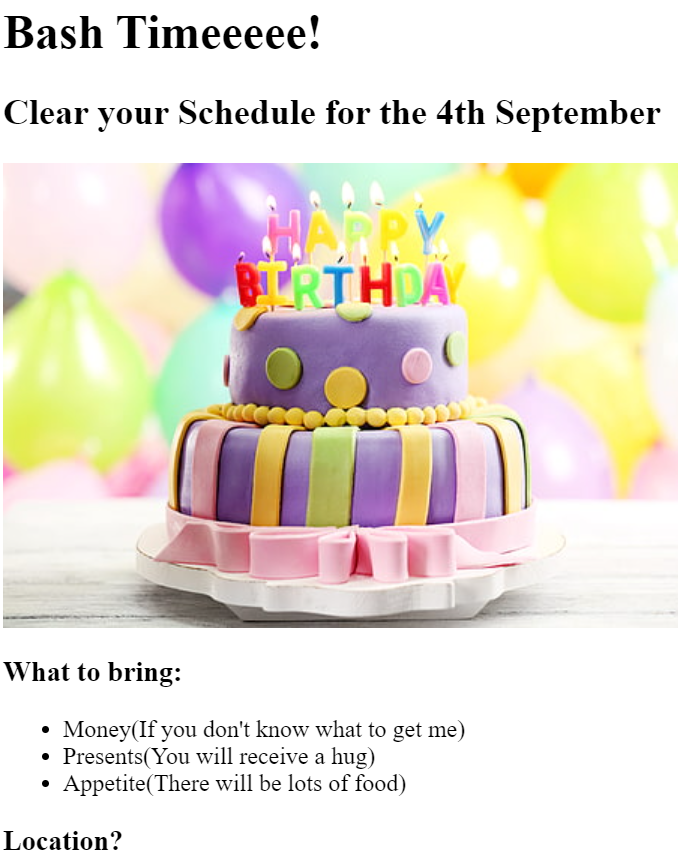 Bash Timeeeee!
Clear your Schedule for the 4th September
HAPPY
BIRTHDAY
What to bring:
Money(If you don't know what to get me)
Presents(You will receive a hug)
Appetite(There will be lots of food)
Location?